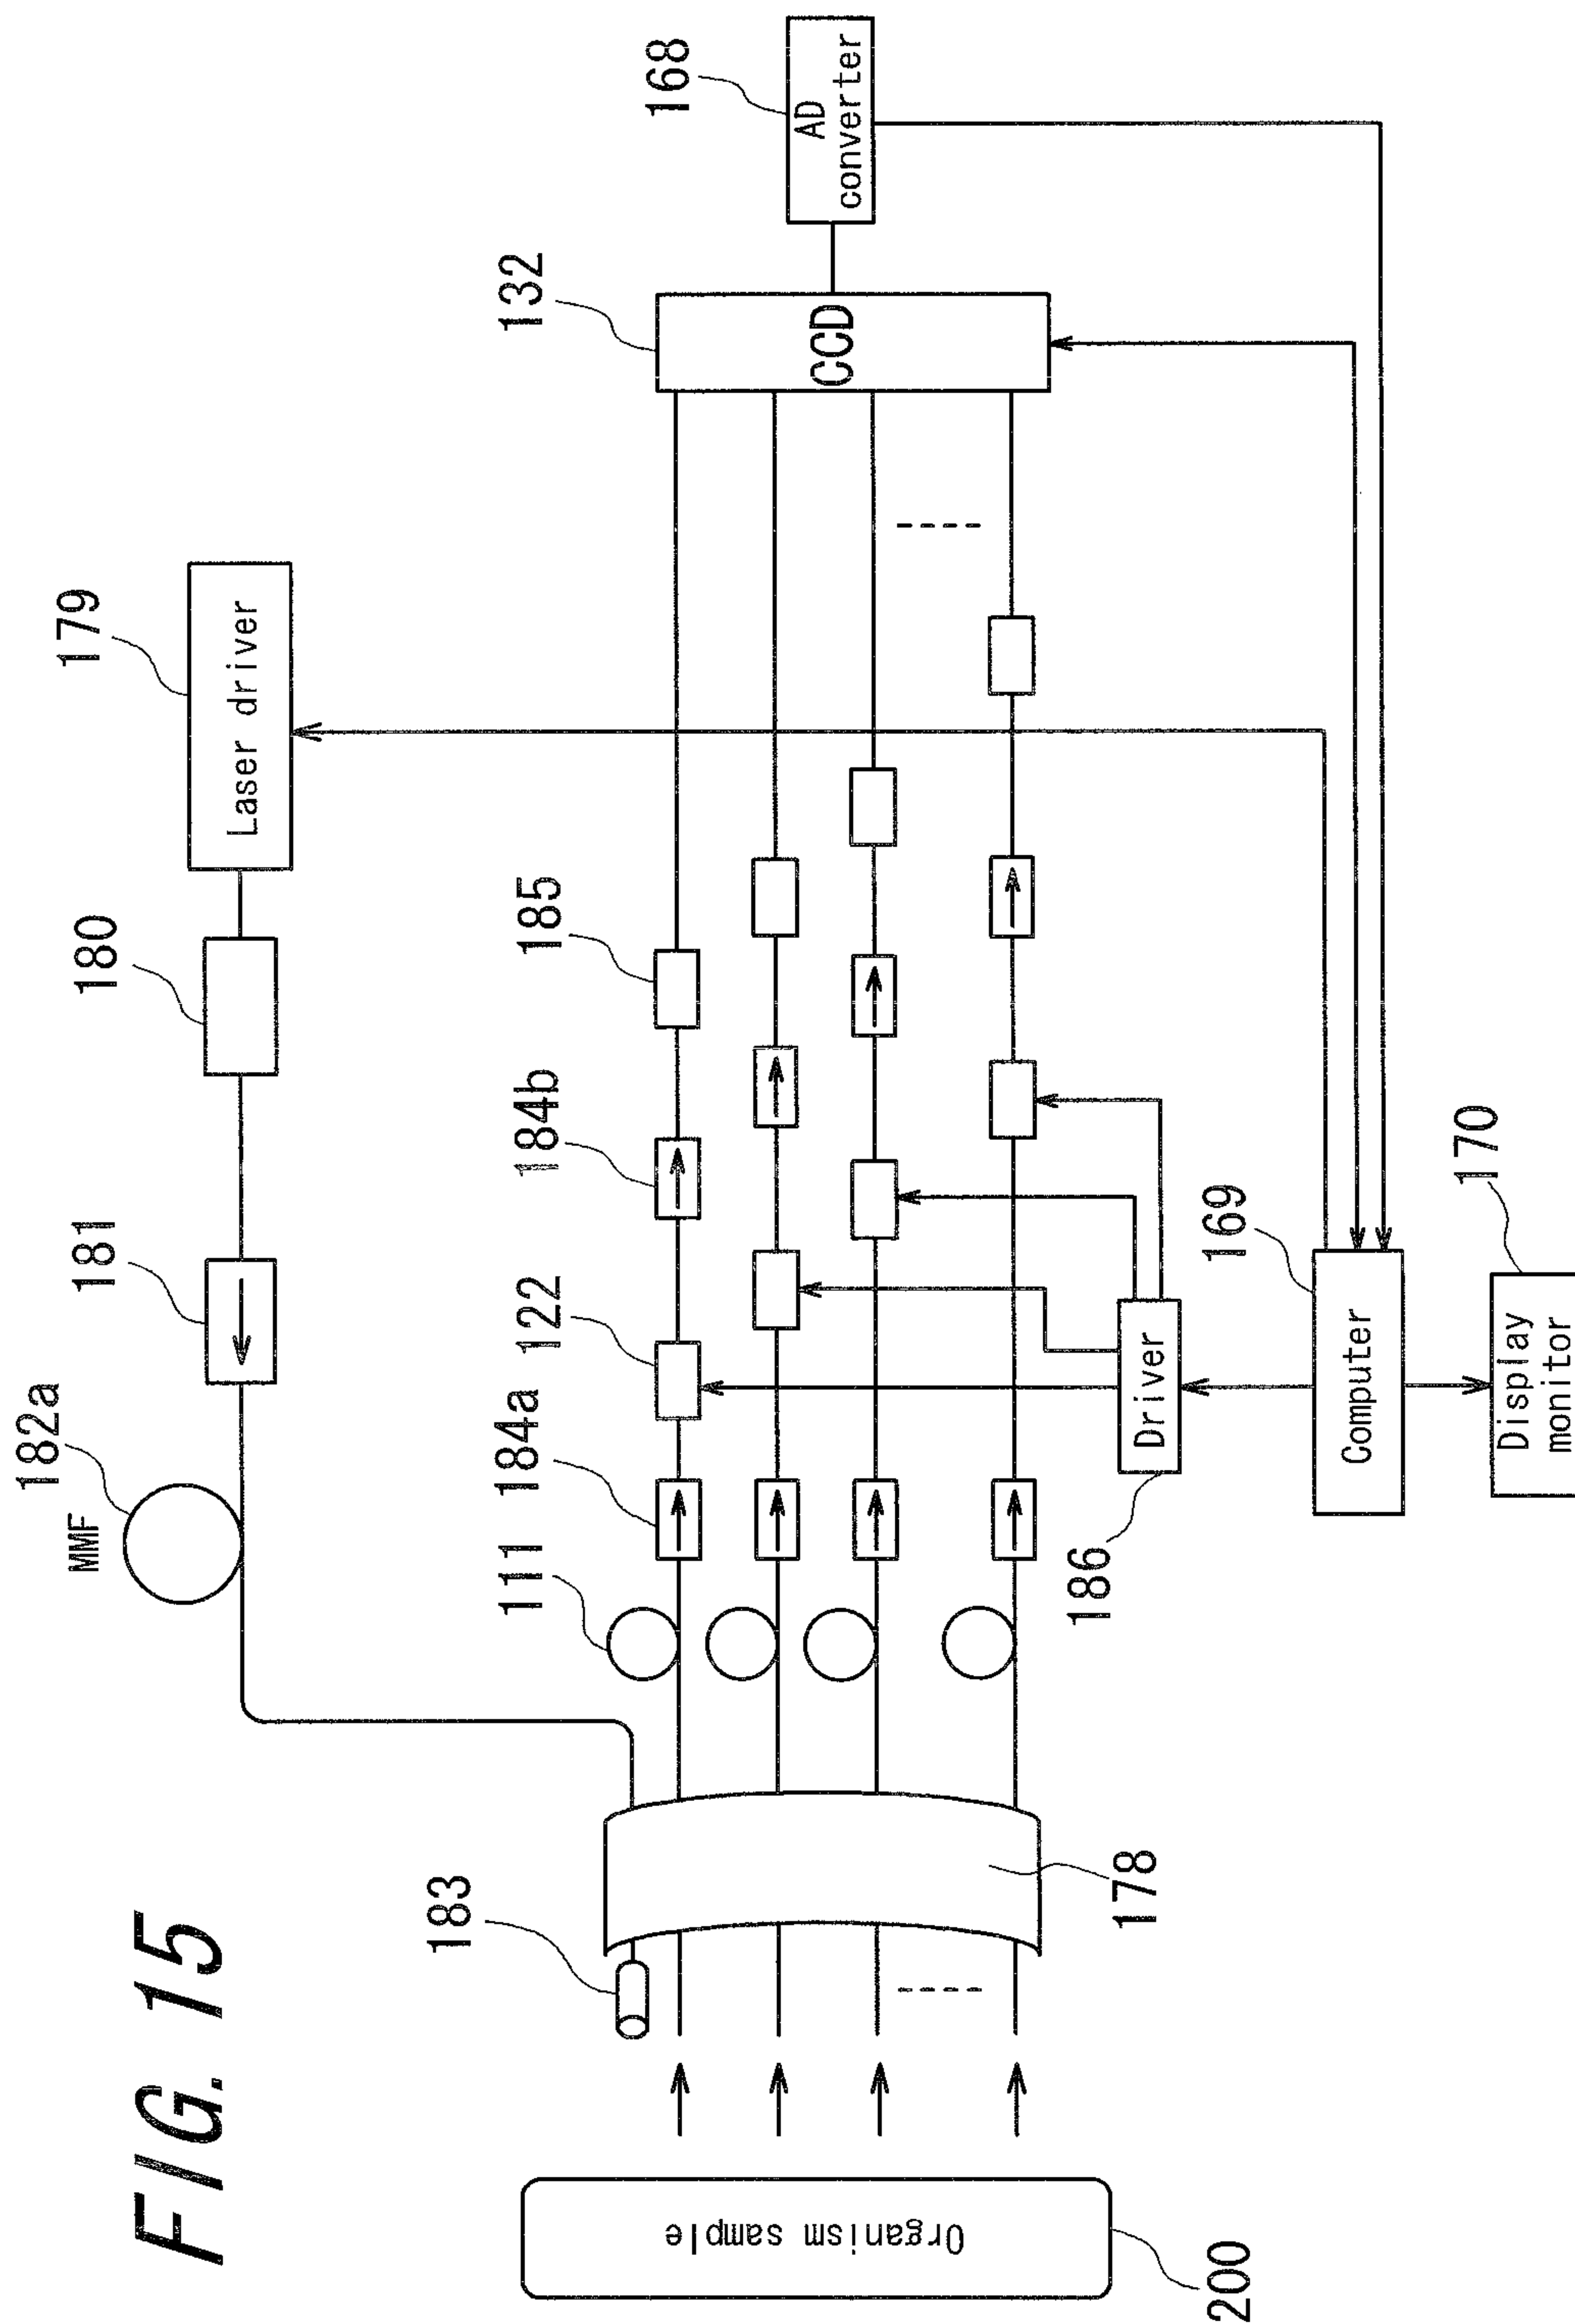 FIG. 15
182a
MMF
181
180
179
Laser driver
183
111
184a
122
184b
185
132
CCD
168
AD
converter
200
Organism sample
178
186
Driver
169
Computer
170
Display
monitor